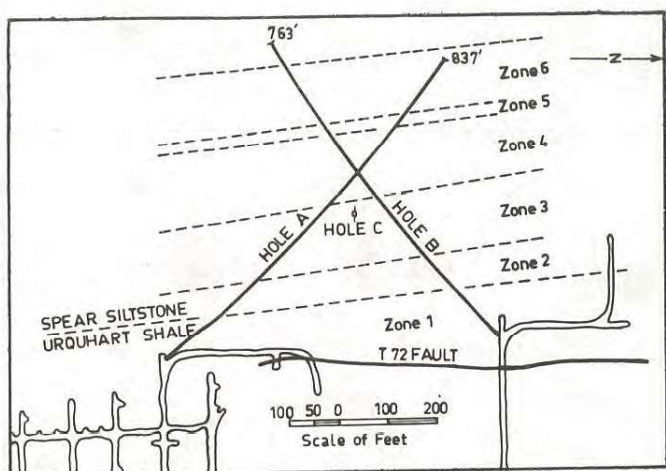 763'
837'
Zone 6
N
Zone 5
Zone 4
HOLE A
HOLE B
Zone 3
HOLE C
Zone 2
SPEAR SILTSTONE
URQUHART SHALE
Zone 1
T 72 FAULT
100 50 0 100 200
Scale of Feet